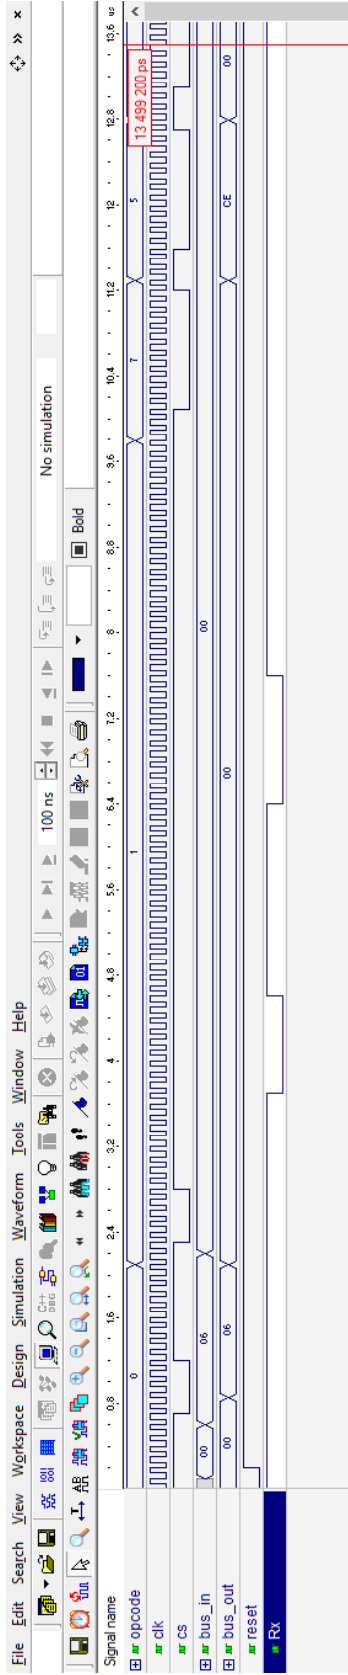 File Edit Search View Workspace Design Simulation Waveform Tools Window Help
100 ns No simulation
Bold
Signal name 0.8 1.6 2.4 3.2 4 4.8 5.6 6.4 7.2 8 8.8 9.6 10.4 11.2 12 12.8 13.6 us
13 499 200 ps
opcode 0 1 7 5
clk
cs
bus_in 00 06 00
bus_out 00 06 00 CE 00
reset
Rx